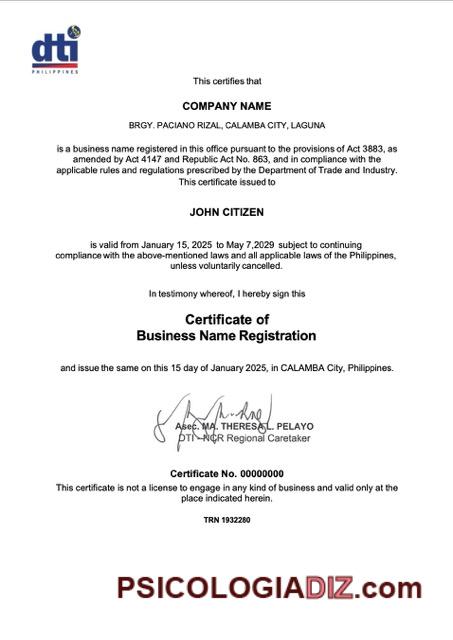 dti
PHILIPPINES
This certifies that
COMPANY NAME
BRGY. PACIANO RIZAL, CALAMBA CITY, LAGUNA
is a business name registered in this office pursuant to the provisions of Act 3883, as
amended by Act 4147 and Republic Act No. 863, and in compliance with the
applicable rules and regulations prescribed by the Department of Trade and Industry.
This certificate issued to
JOHN CITIZEN
is valid from January 15, 2025 to May 7,2029 subject to continuing
compliance with the above-mentioned laws and all applicable laws of the Philippines,
unless voluntarily cancelled.
In testimony whereof, I hereby sign this
Certificate of
Business Name Registration
and issue the same on this 15 day of January 2025, in CALAMBA City, Philippines.
Asec. MA. THERESA L. PELAYO
DTI - NCR Regional Caretaker
Certificate No. 00000000
This certificate is not a license to engage in any kind of business and valid only at the
place indicated herein.
TRN 1932280
PSICOLOGIADIZ.com